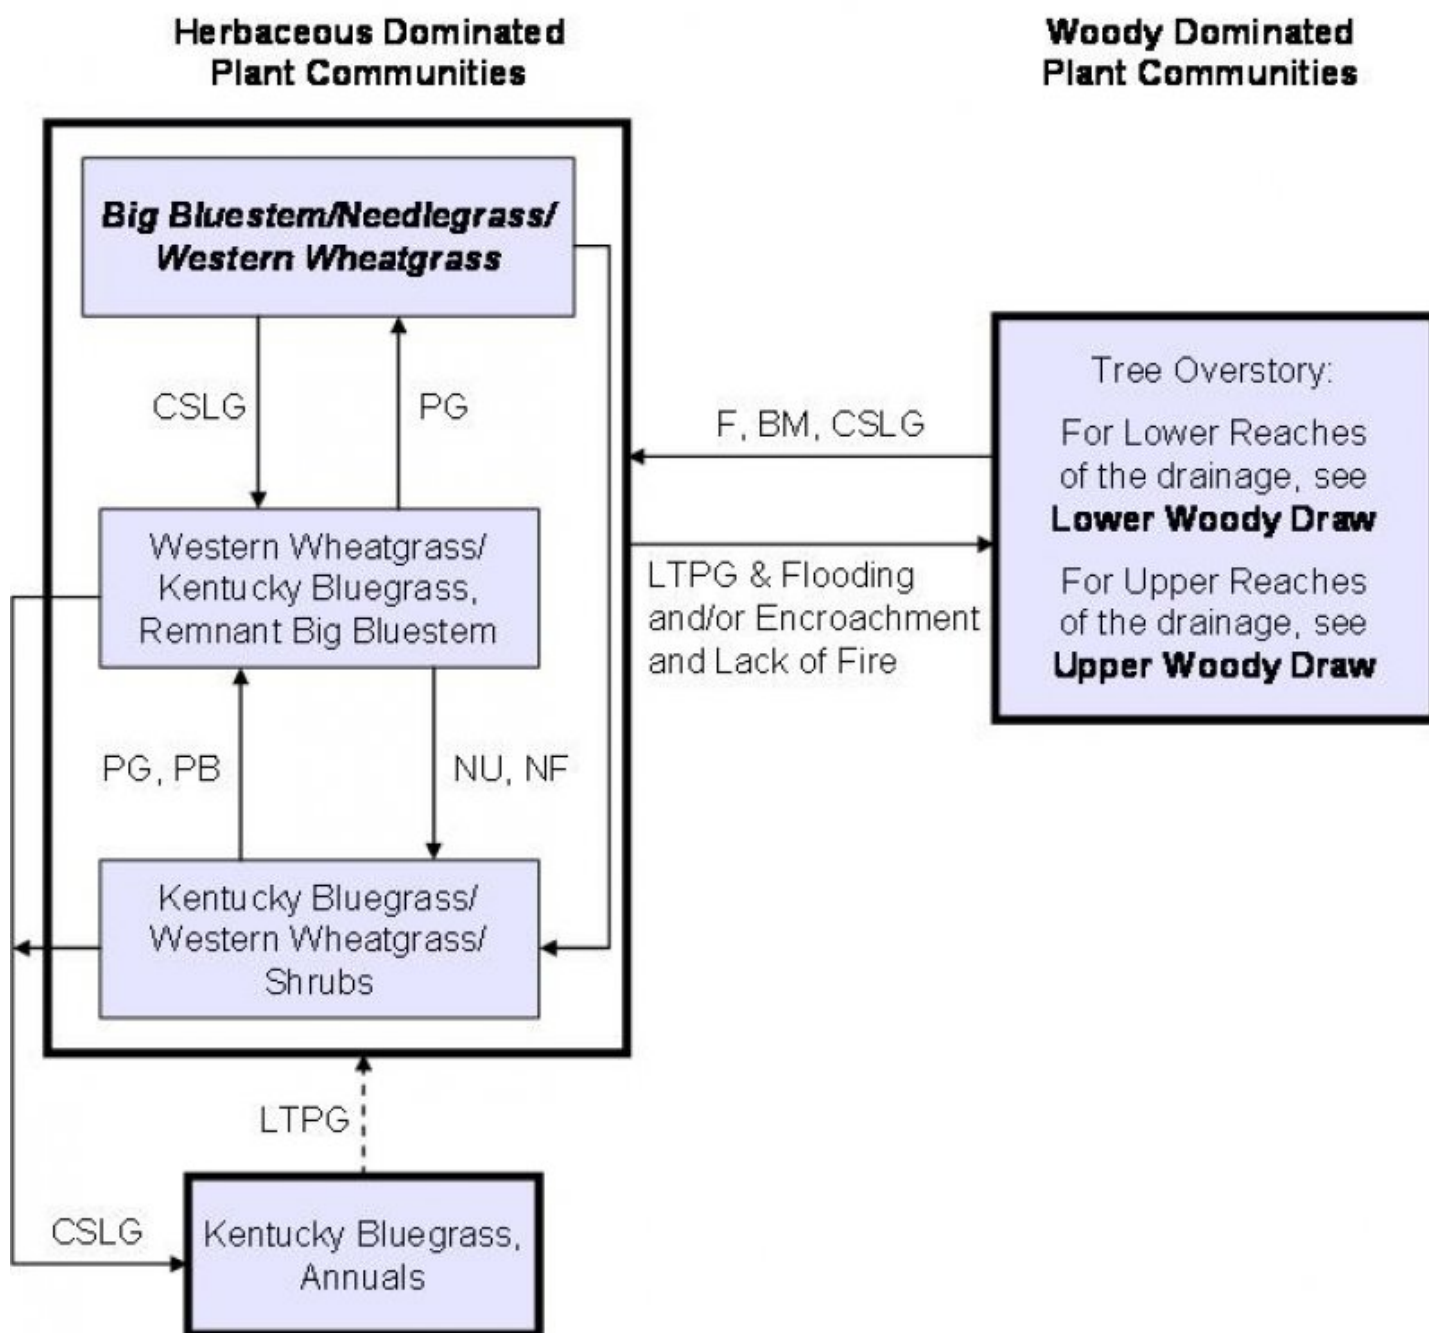 Herbaceous Dominated
Plant Communities
Woody Dominated
Plant Communities
Big Bluestem/Needlegrass/
Western Wheatgrass
CSLG
PG
Western Wheatgrass/
Kentucky Bluegrass,
Remnant Big Bluestem
PG, PB
NU, NF
Kentucky Bluegrass/
Western Wheatgrass/
Shrubs
LTPG
CSLG
Kentucky Bluegrass,
Annuals
F, BM, CSLG
LTPG & Flooding
and/or Encroachment
and Lack of Fire
Tree Overstory:
For Lower Reaches
of the drainage, see
Lower Woody Draw
For Upper Reaches
of the drainage, see
Upper Woody Draw